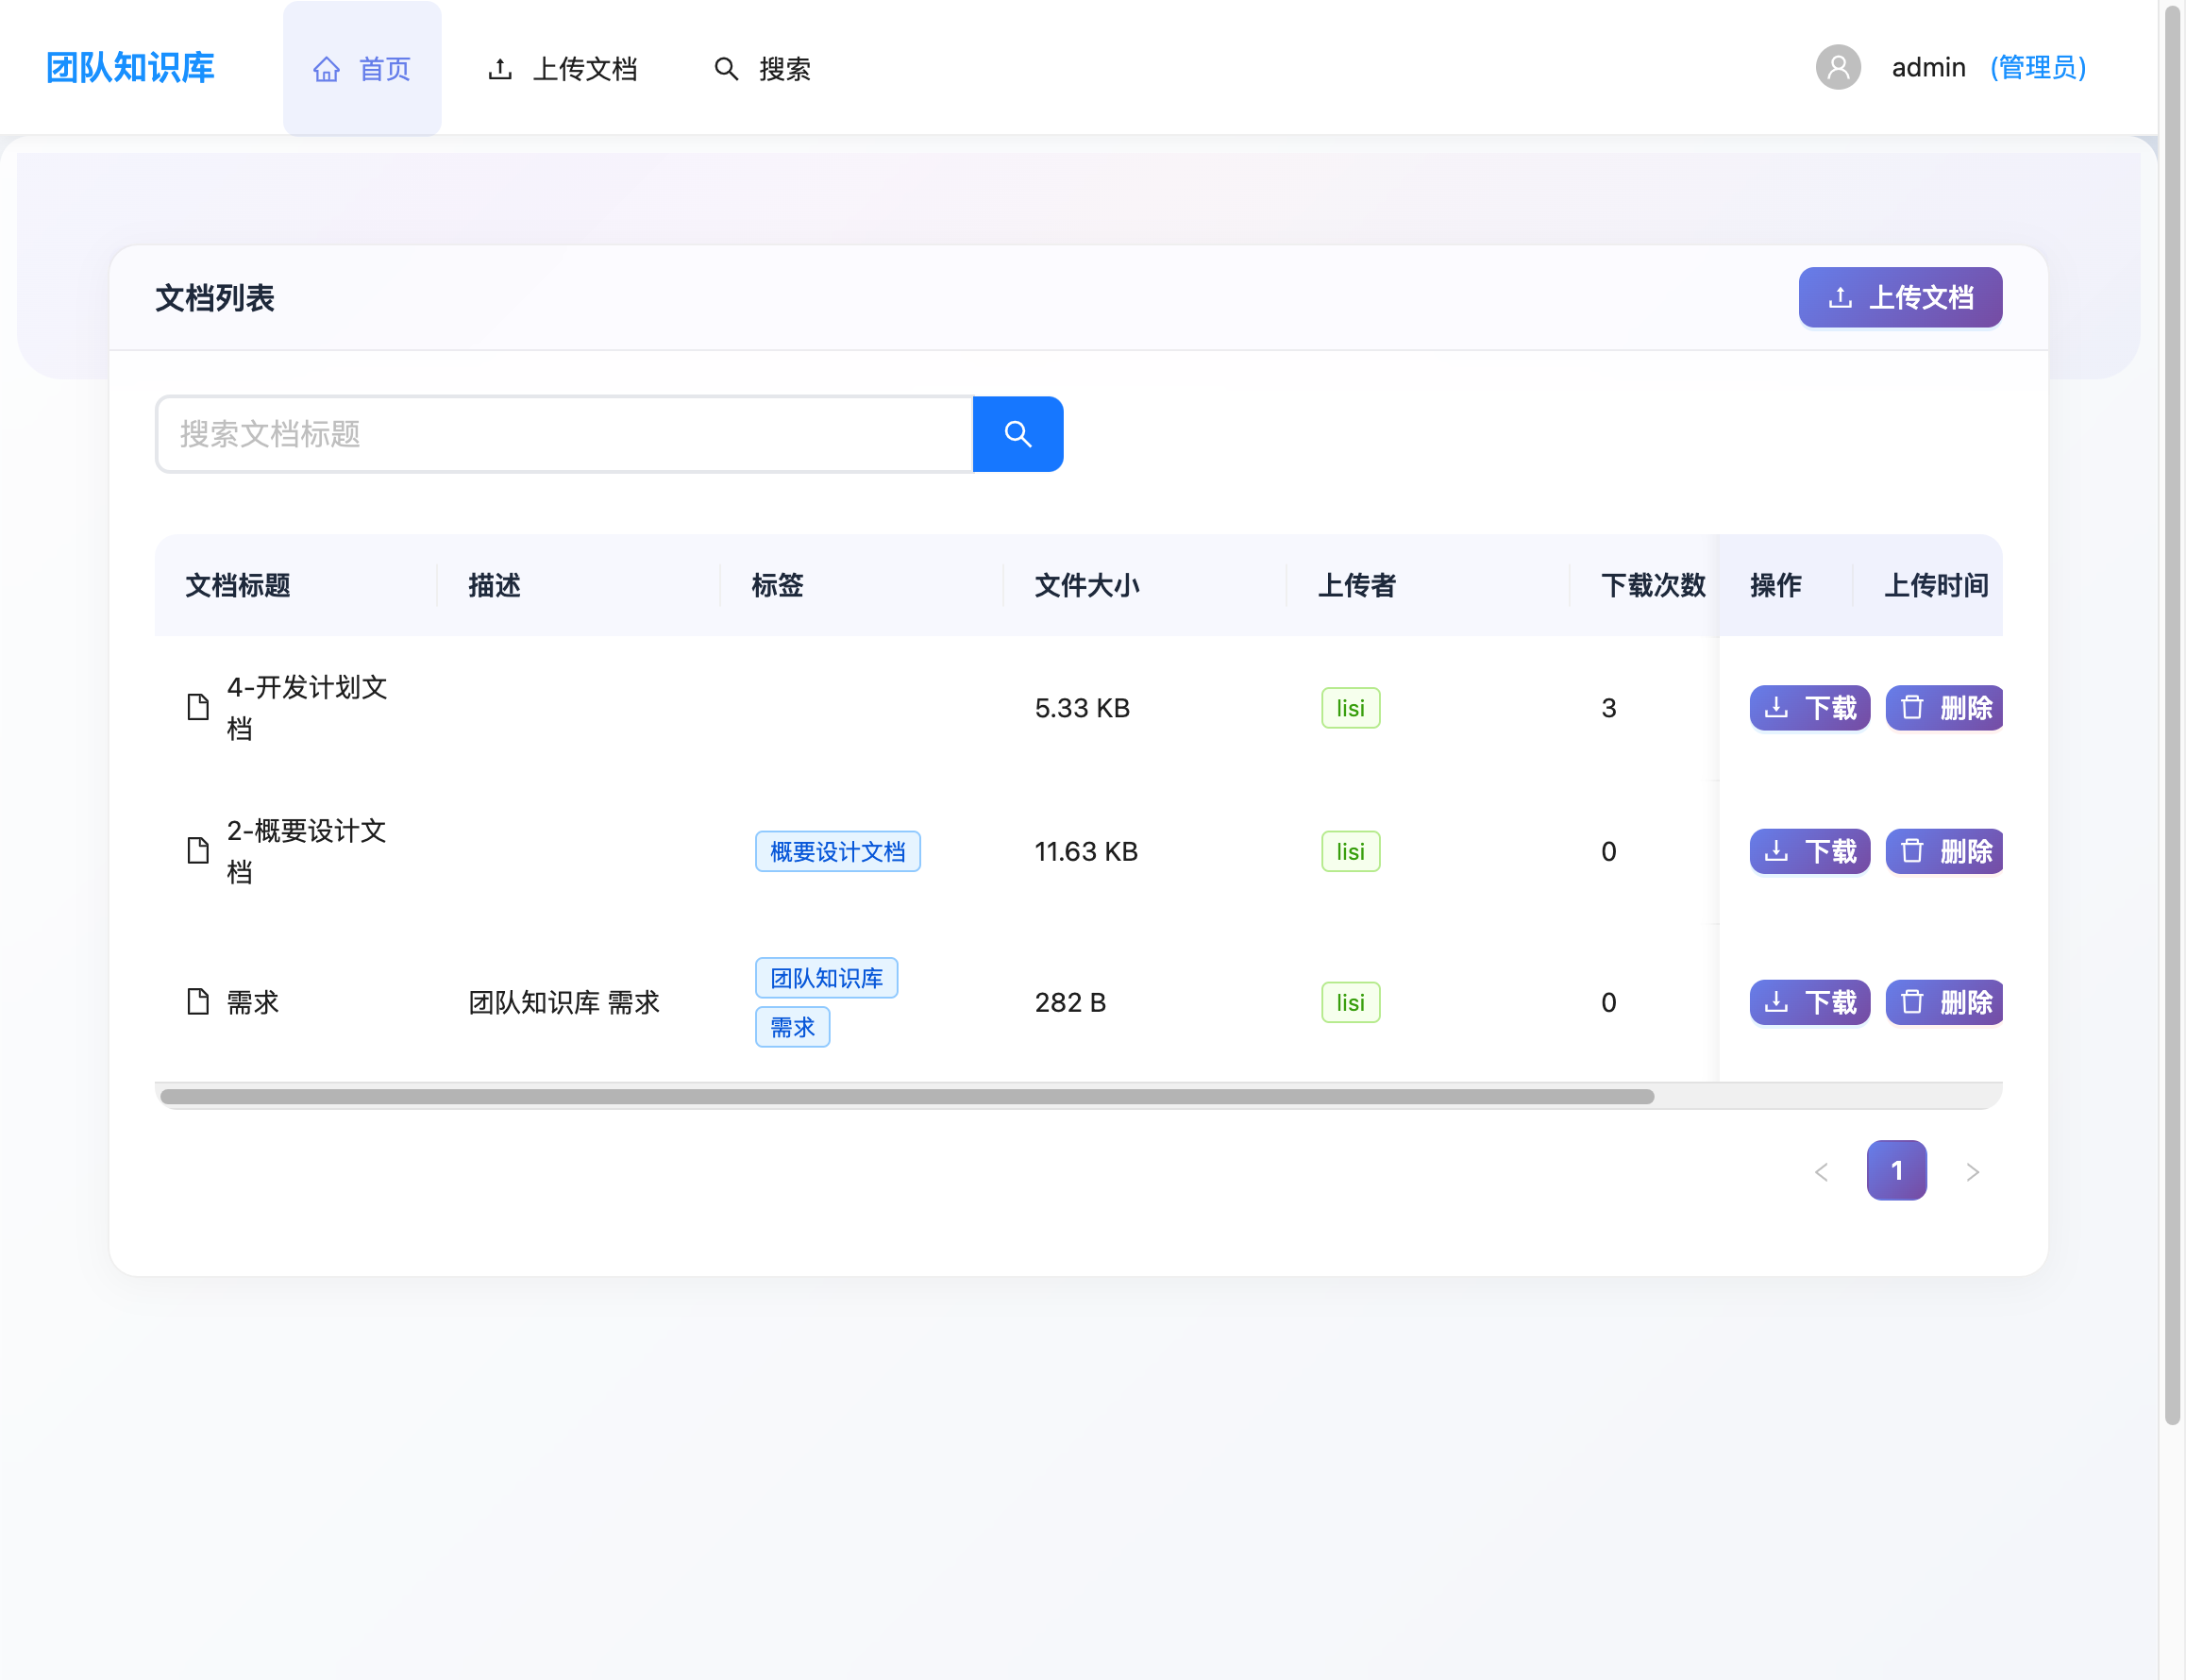 团队知识库 首页 上传文档 搜索 admin (管理员)
文档列表 上传文档
搜索文档标题
文档标题 描述 标签 文件大小 上传者 下载次数 操作 上传时间
4-开发计划文
档
5.33 KB lisi 3 下载 删除
2-概要设计文
档
概要设计文档 11.63 KB lisi 0 下载 删除
需求 团队知识库 需求 团队知识库
需求
282 B lisi 0 下载 删除
1